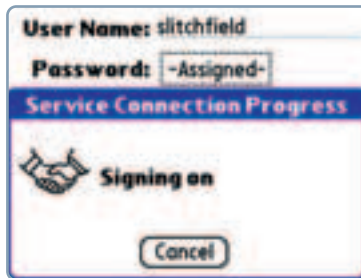 User Name: slitchfield
Password: -Assigned-
Service Connection Progress
Signing on
Cancel